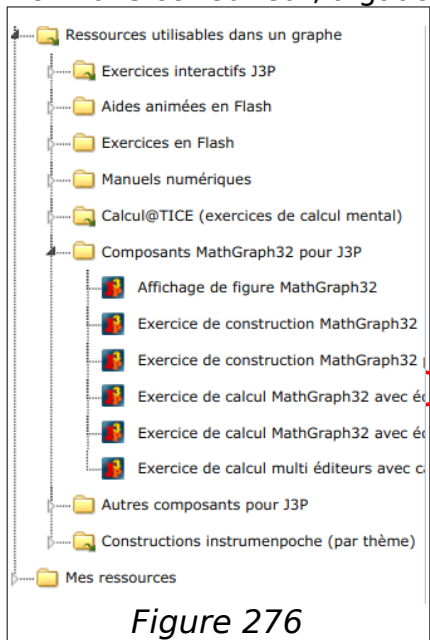 Ressources utilisables dans un graphe
Exercices interactifs J3P
Aides animées en Flash
Exercices en Flash
Manuels numériques
Calcul@TICE (exercices de calcul mental)
Composants MathGraph32 pour J3P
Affichage de figure MathGraph32
Exercice de construction MathGraph32
Exercice de construction MathGraph32
Exercice de calcul MathGraph32 avec
Exercice de calcul MathGraph32 avec
Exercice de calcul multi éditeurs avec
Autres composants pour J3P
Constructions instrumenpoche (par thème)
Mes ressources
Figure 276